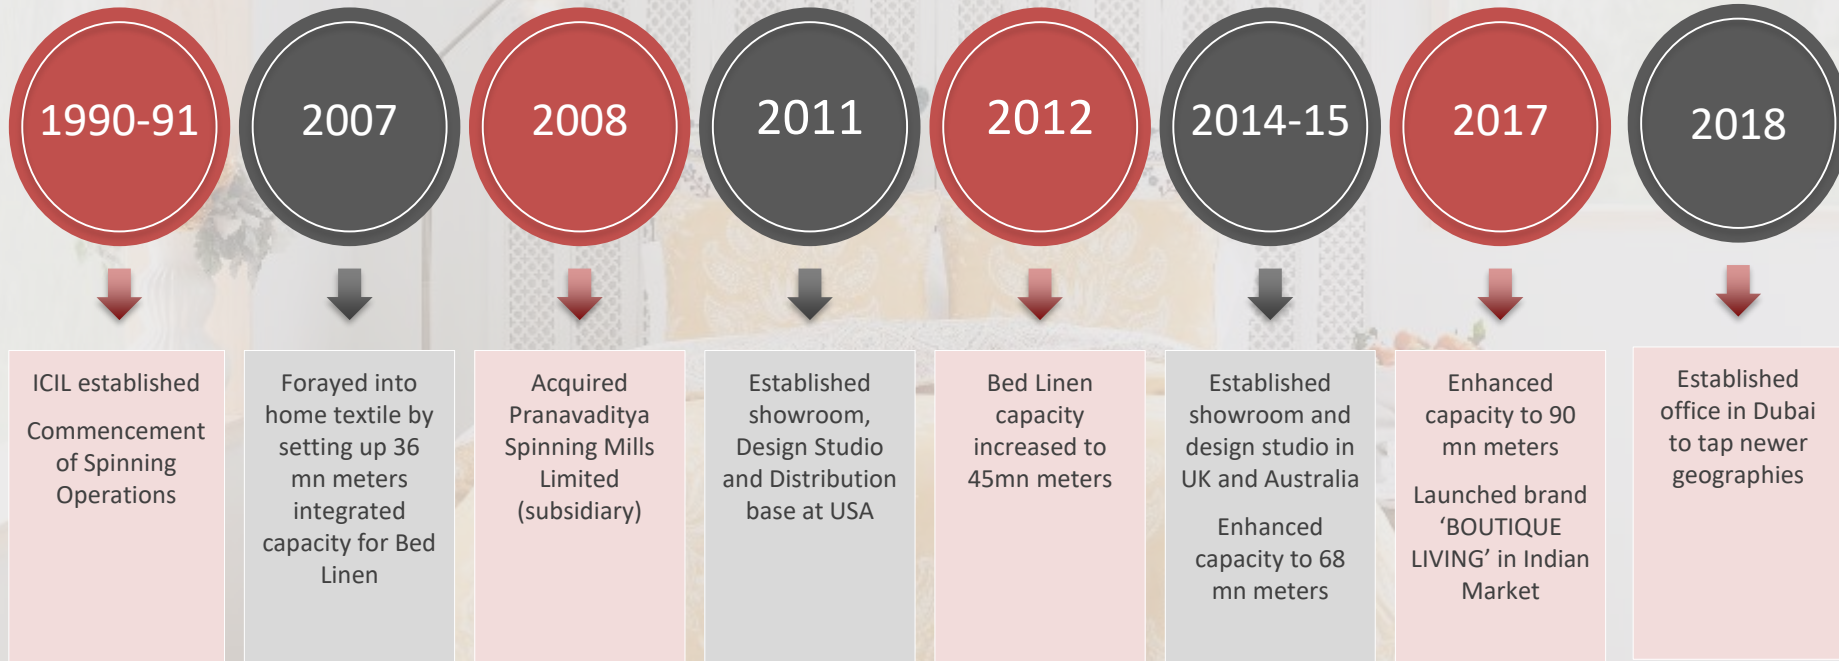 1990-91
2007
2008
2011
2012
2014-15
2017
2018
ICIL established
Commencement
of Spinning
Operations
Forayed into
home textile by
setting up 36
mn meters
integrated
capacity for Bed
Linen
Acquired
Pranavaditya
Spinning Mills
Limited
(subsidiary)
Established
showroom,
Design Studio
and Distribution
base at USA
Bed Linen
capacity
increased to
45mn meters
Established
showroom and
design studio in
UK and Australia
Enhanced
capacity to 68
mn meters
Enhanced
capacity to 90
mn meters
Launched brand
‘BOUTIQUE
LIVING’ in Indian
Market
Established
office in Dubai
to tap newer
geographies